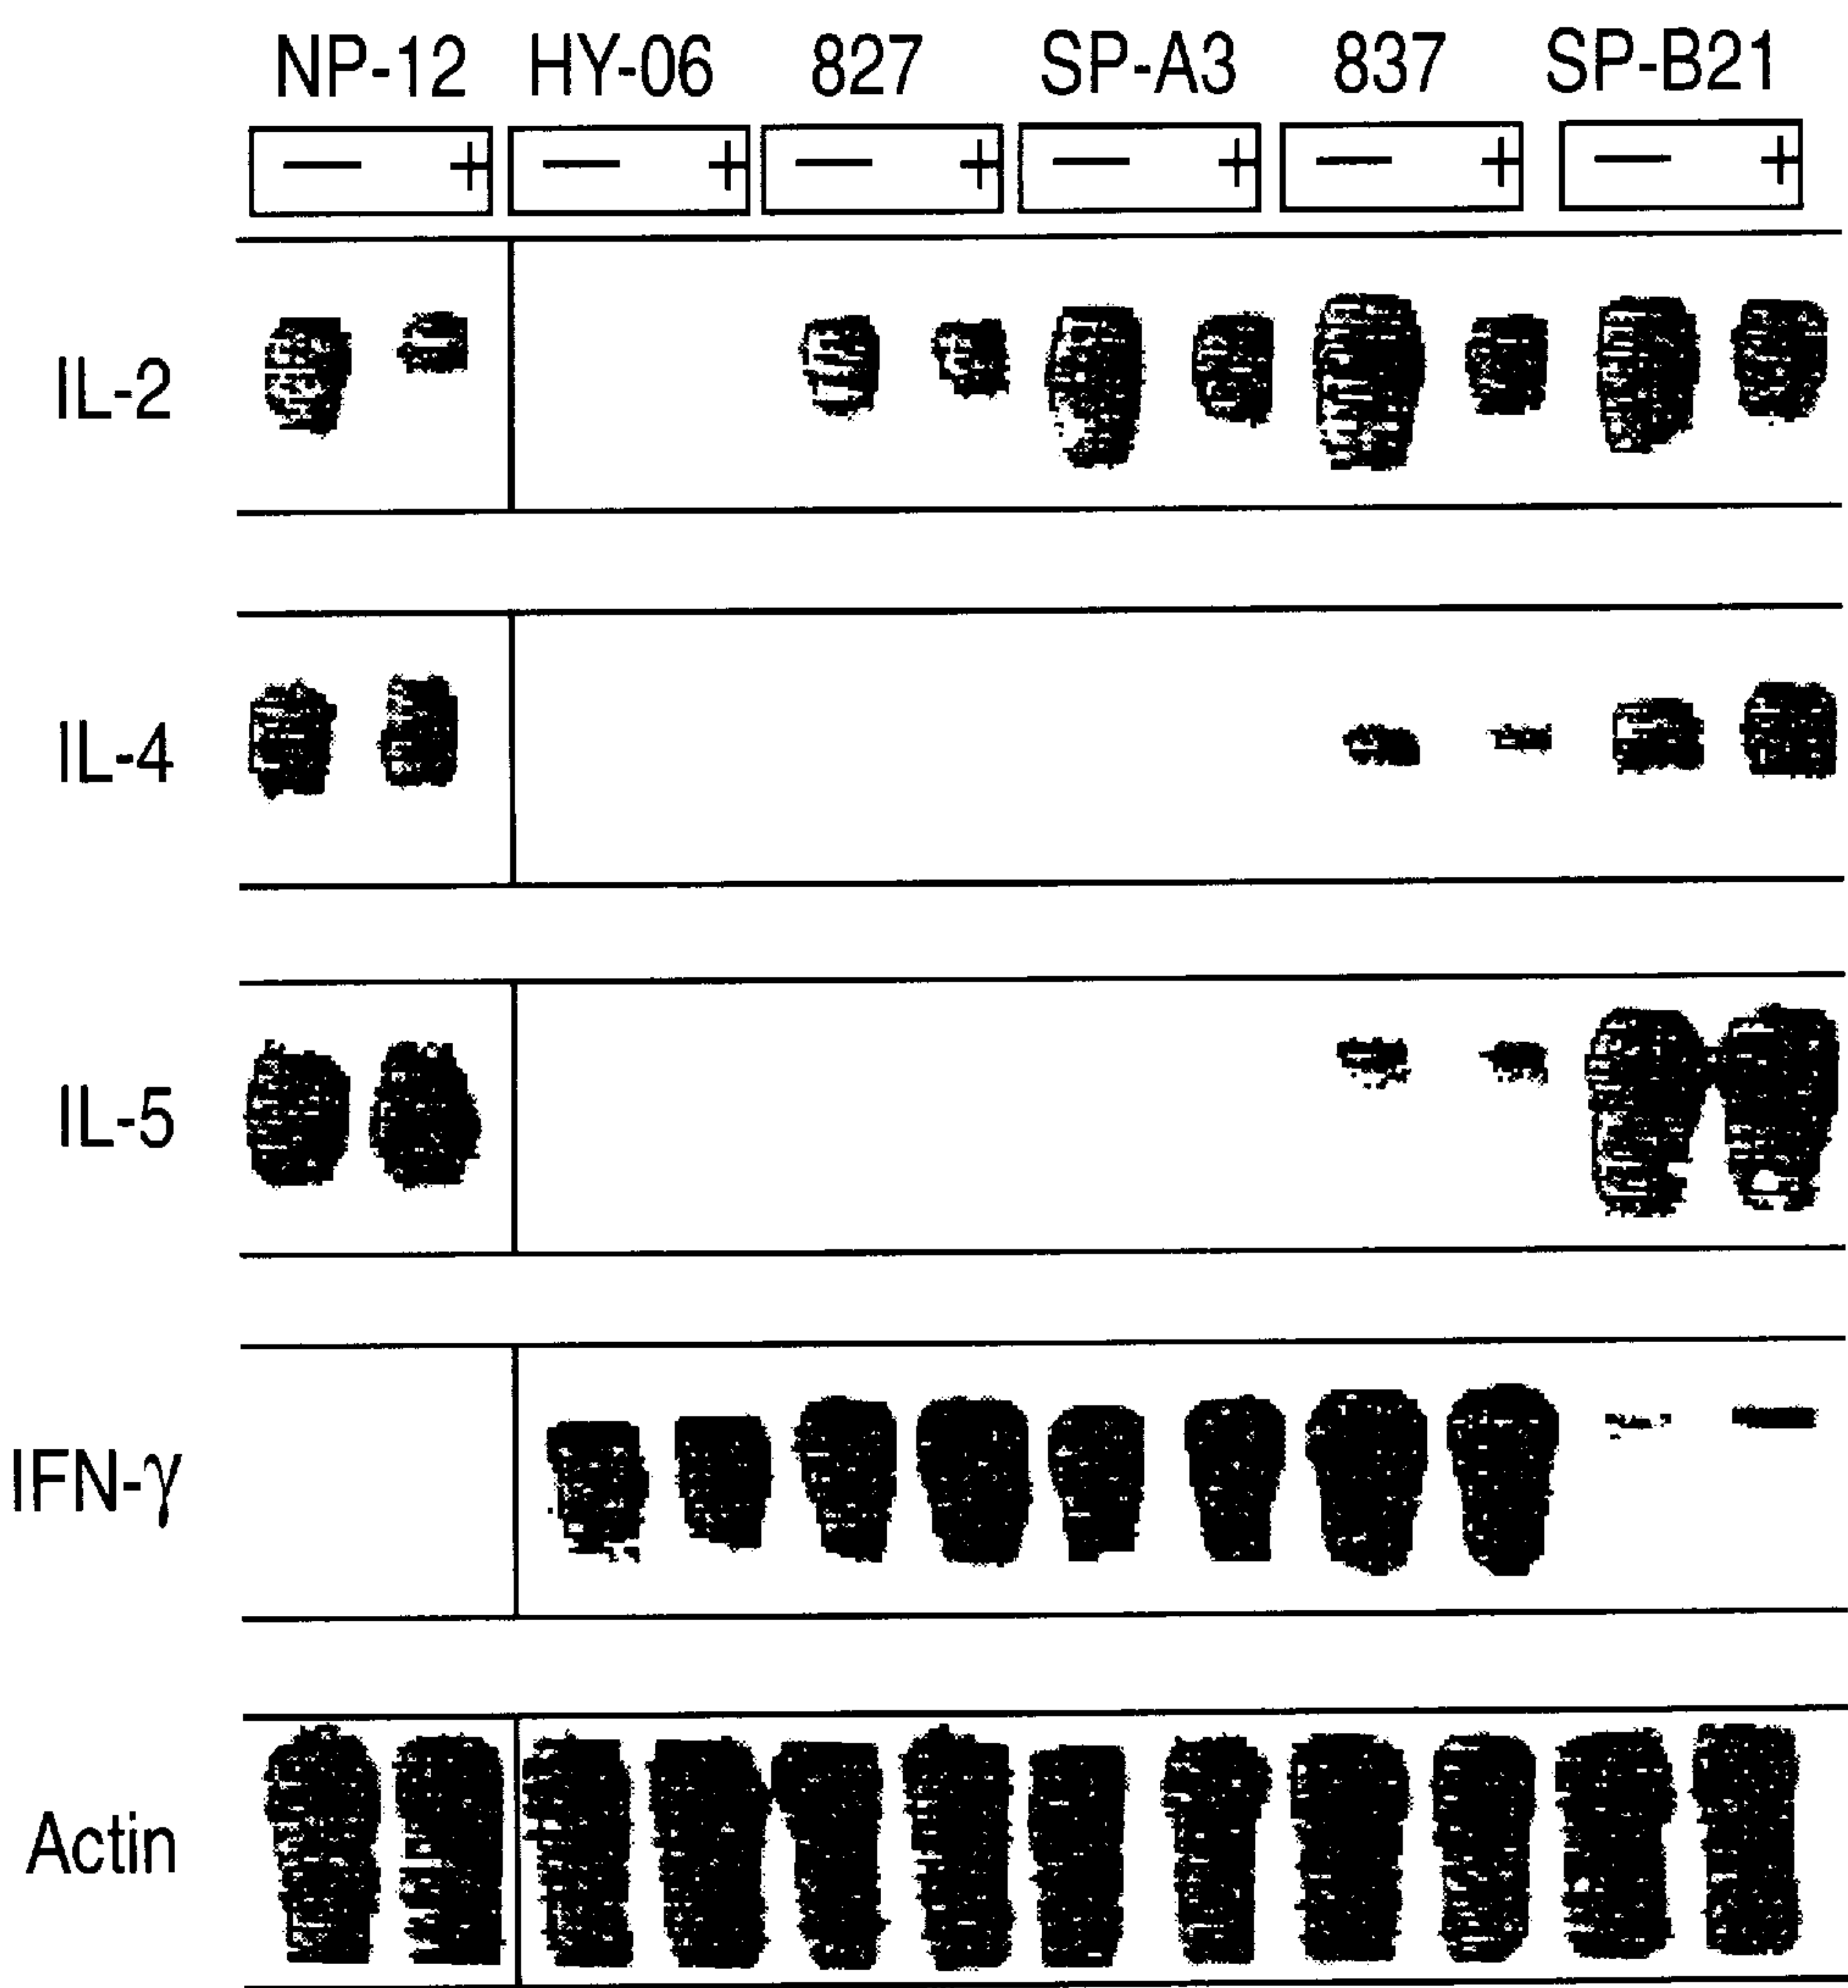 NP-12 HY-06 827 SP-A3 837 SP-B21
— + — + — + — + — + — +
IL-2
IL-4
IL-5
IFN-γ
Actin